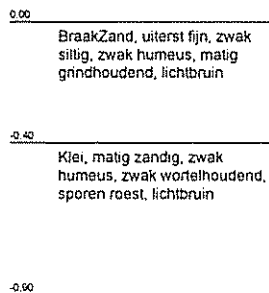 0.00
BraakZand, uiterst fijn, zwak
siltig, zwak humeus, matig
grindhoudend, lichtbruin
-0.40
Klei, matig zandig, zwak
humeus, zwak wortelhoudend,
sporen roest, lichtbruin
-0.90